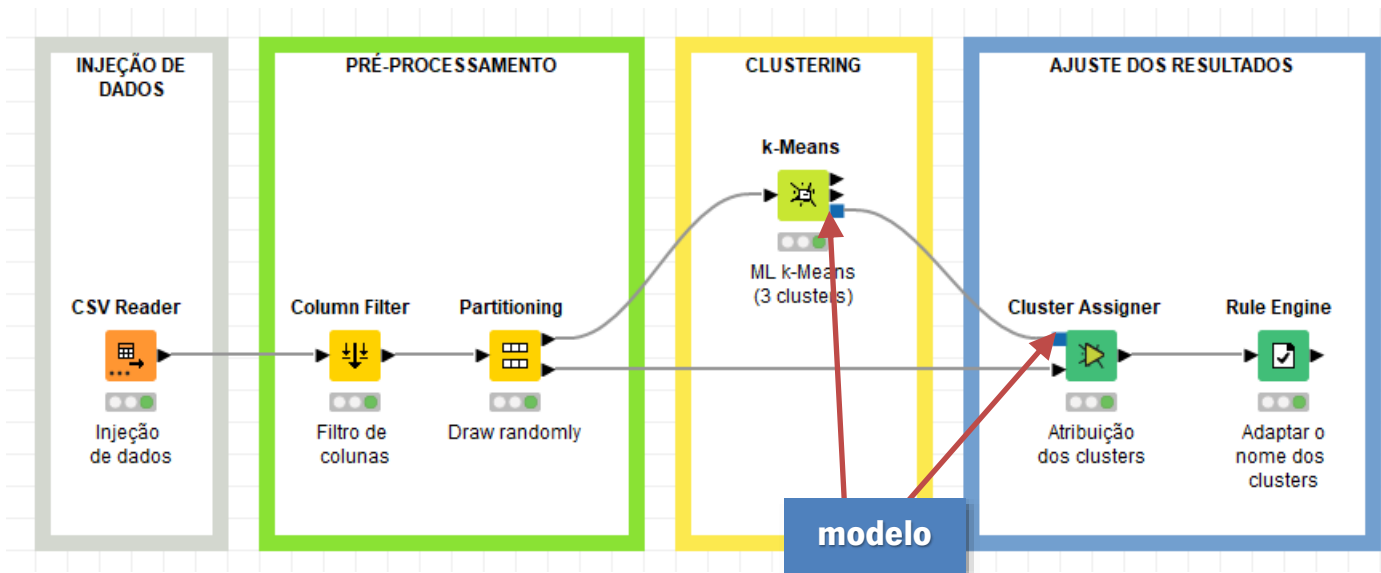 INJEÇÃO DE
DADOS
PRÉ-PROCESSAMENTO
CLUSTERING
AJUSTE DOS RESULTADOS
k-Means
ML k-Means
(3 clusters)
CSV Reader
Column Filter
Partitioning
Cluster Assigner
Rule Engine
Injeção
de dados
Filtro de
colunas
Draw randomly
Atribuição
dos clusters
Adaptar o
nome dos
clusters
modelo